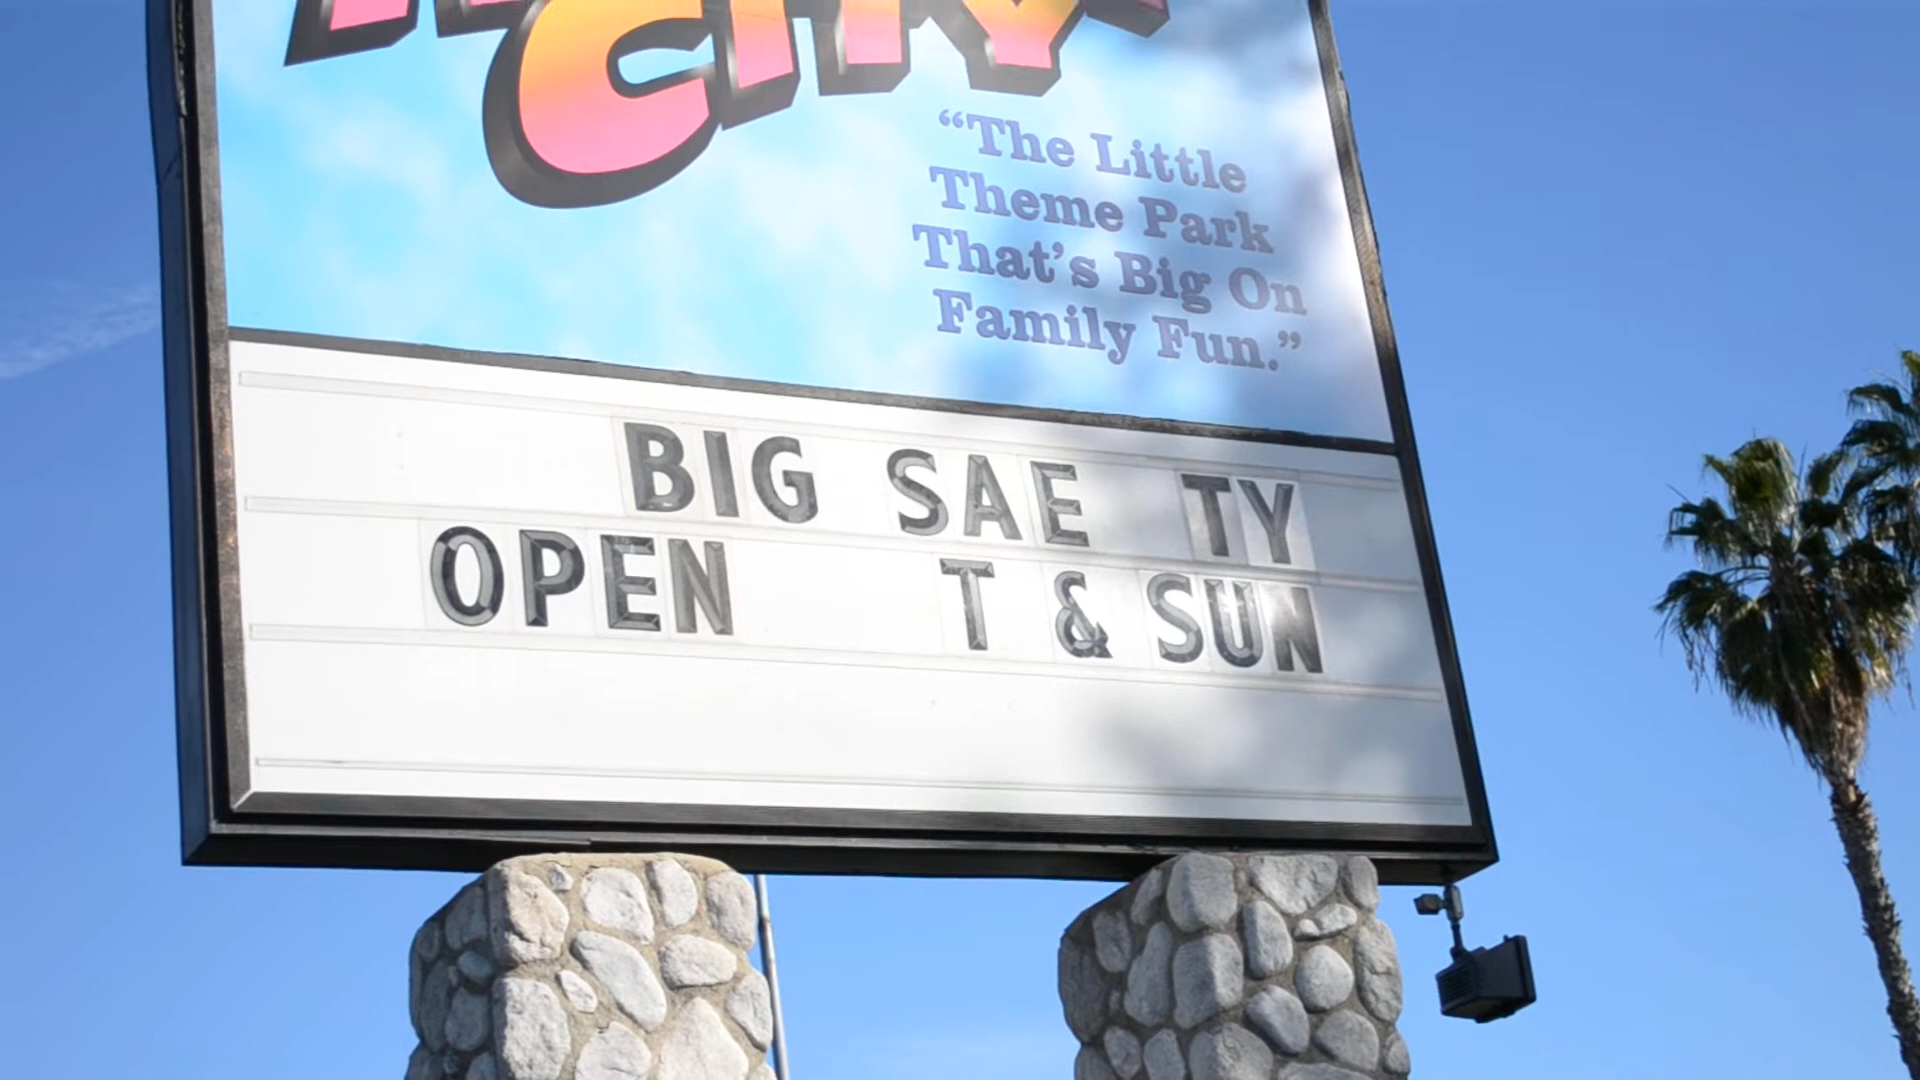 CITY
“The Little
Theme Park
That’s Big On
Family Fun.”
BIG SAE TY
OPEN T & SUN